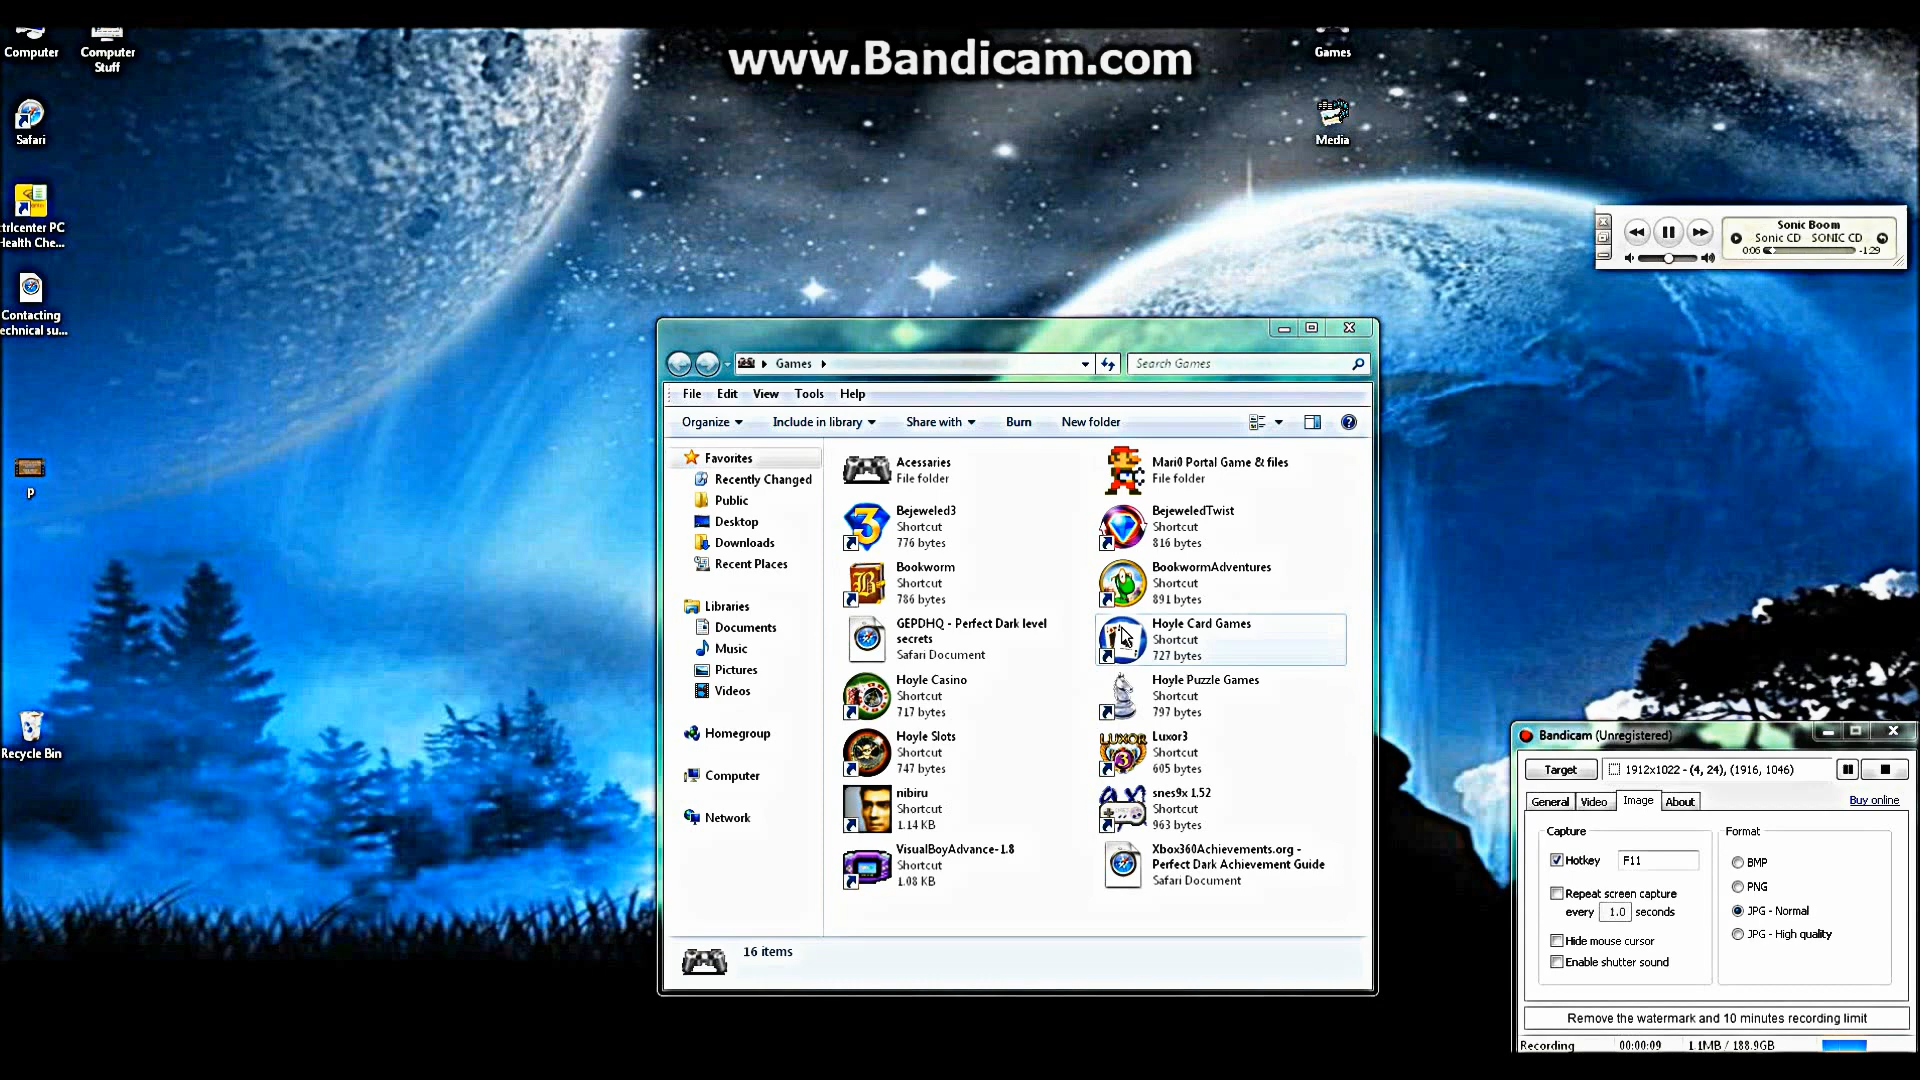 www.Bandicam.com
Computer
Computer
Stuff
Safari
ctrlcenter PC
Health Che...
Contacting
technical su...
P
Recycle Bin
Games
Media
Sonic Boom
Sonic CD SONIC CD
0:06
-1:29
Games
Search Games
File Edit View Tools Help
Organize Include in library Share with Burn New folder
Favorites
Recently Changed
Public
Desktop
Downloads
Recent Places
Libraries
Documents
Music
Pictures
Videos
Homegroup
Computer
Network
Acessaries
File folder
Mari0 Portal Game & files
File folder
Bejeweled3
Shortcut
776 bytes
BejeweledTwist
Shortcut
816 bytes
Bookworm
Shortcut
786 bytes
BookwormAdventures
Shortcut
891 bytes
GEPDHQ - Perfect Dark level
secrets
Safari Document
Hoyle Card Games
Shortcut
727 bytes
Hoyle Casino
Shortcut
717 bytes
Hoyle Puzzle Games
Shortcut
797 bytes
Hoyle Slots
Shortcut
747 bytes
LUXOR
3
Luxor3
Shortcut
605 bytes
nibiru
Shortcut
1.14 KB
snes9x 1.52
Shortcut
963 bytes
VisualBoyAdvance-1.8
Shortcut
1.08 KB
Xbox360Achievements.org -
Perfect Dark Achievement Guide
Safari Document
16 items
Bandicam (Unregistered)
Target 1912x1022 - (4, 24), (1916, 1046)
General Video Image About Buy online
Capture
Hotkey F11
Repeat screen capture
every 1.0 seconds
Hide mouse cursor
Enable shutter sound
Format
BMP
PNG
JPG - Normal
JPG - High quality
Remove the watermark and 10 minutes recording limit
Recording 00:00:09 1.1MB / 188.9GB